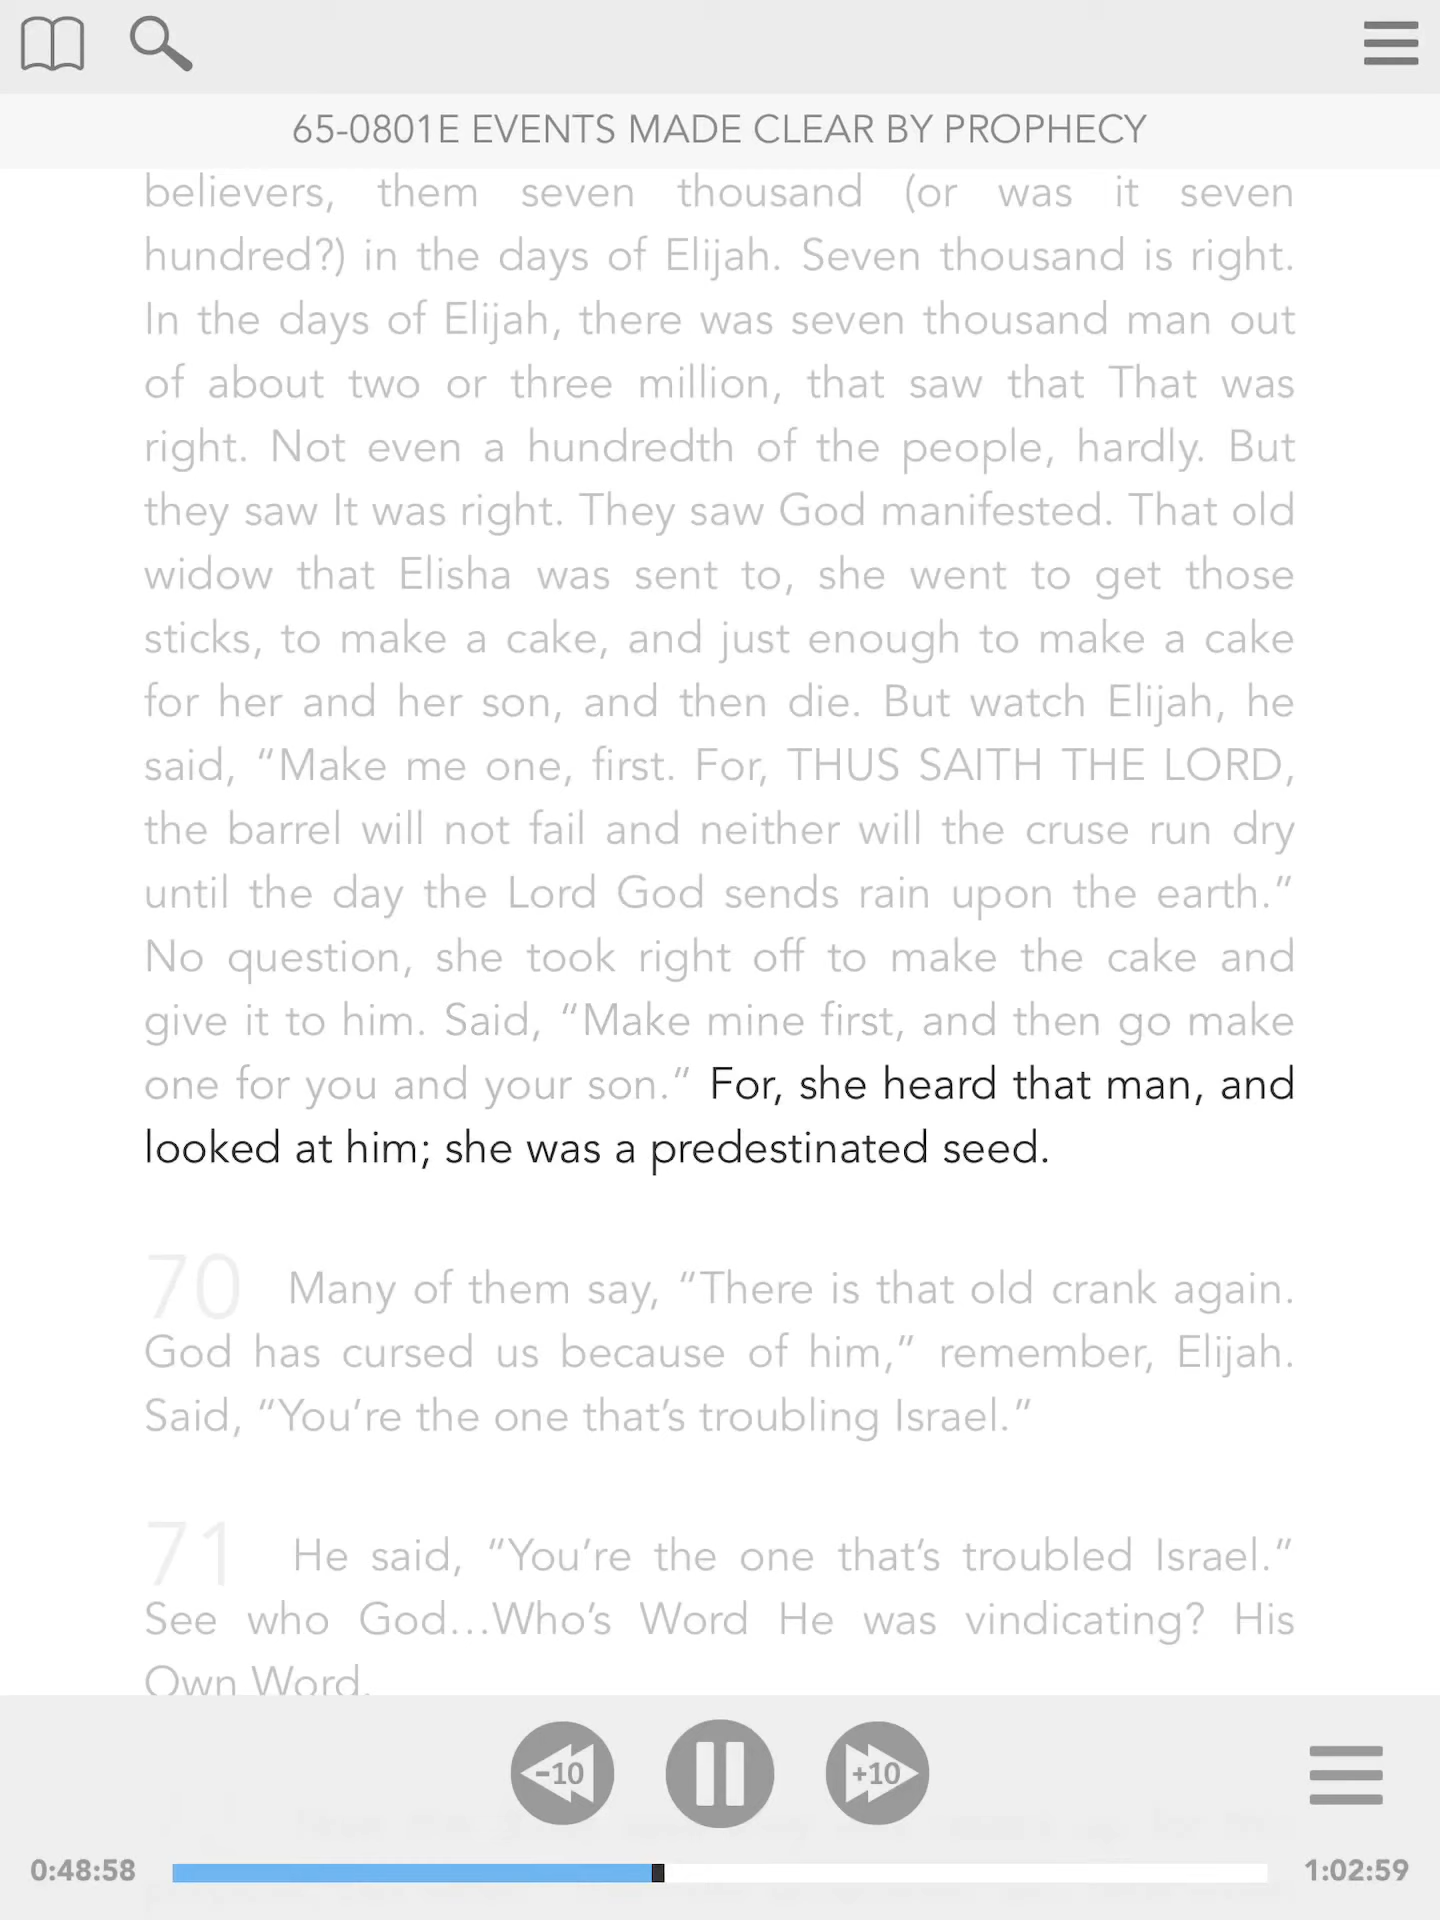 65-0801E EVENTS MADE CLEAR BY PROPHECY
believers, them seven thousand (or was it seven
hundred?) in the days of Elijah. Seven thousand is right.
In the days of Elijah, there was seven thousand man out
of about two or three million, that saw that That was
right. Not even a hundredth of the people, hardly. But
they saw It was right. They saw God manifested. That old
widow that Elisha was sent to, she went to get those
sticks, to make a cake, and just enough to make a cake
for her and her son, and then die. But watch Elijah, he
said, “Make me one, first. For, THUS SAITH THE LORD,
the barrel will not fail and neither will the cruse run dry
until the day the Lord God sends rain upon the earth.”
No question, she took right off to make the cake and
give it to him. Said, “Make mine first, and then go make
one for you and your son.” For, she heard that man, and
looked at him; she was a predestinated seed.
70 Many of them say, “There is that old crank again.
God has cursed us because of him,” remember, Elijah.
Said, “You’re the one that’s troubling Israel.”
71 He said, “You’re the one that’s troubled Israel.”
See who God…Who’s Word He was vindicating? His
Own Word.
-10 +10
0:48:58 1:02:59